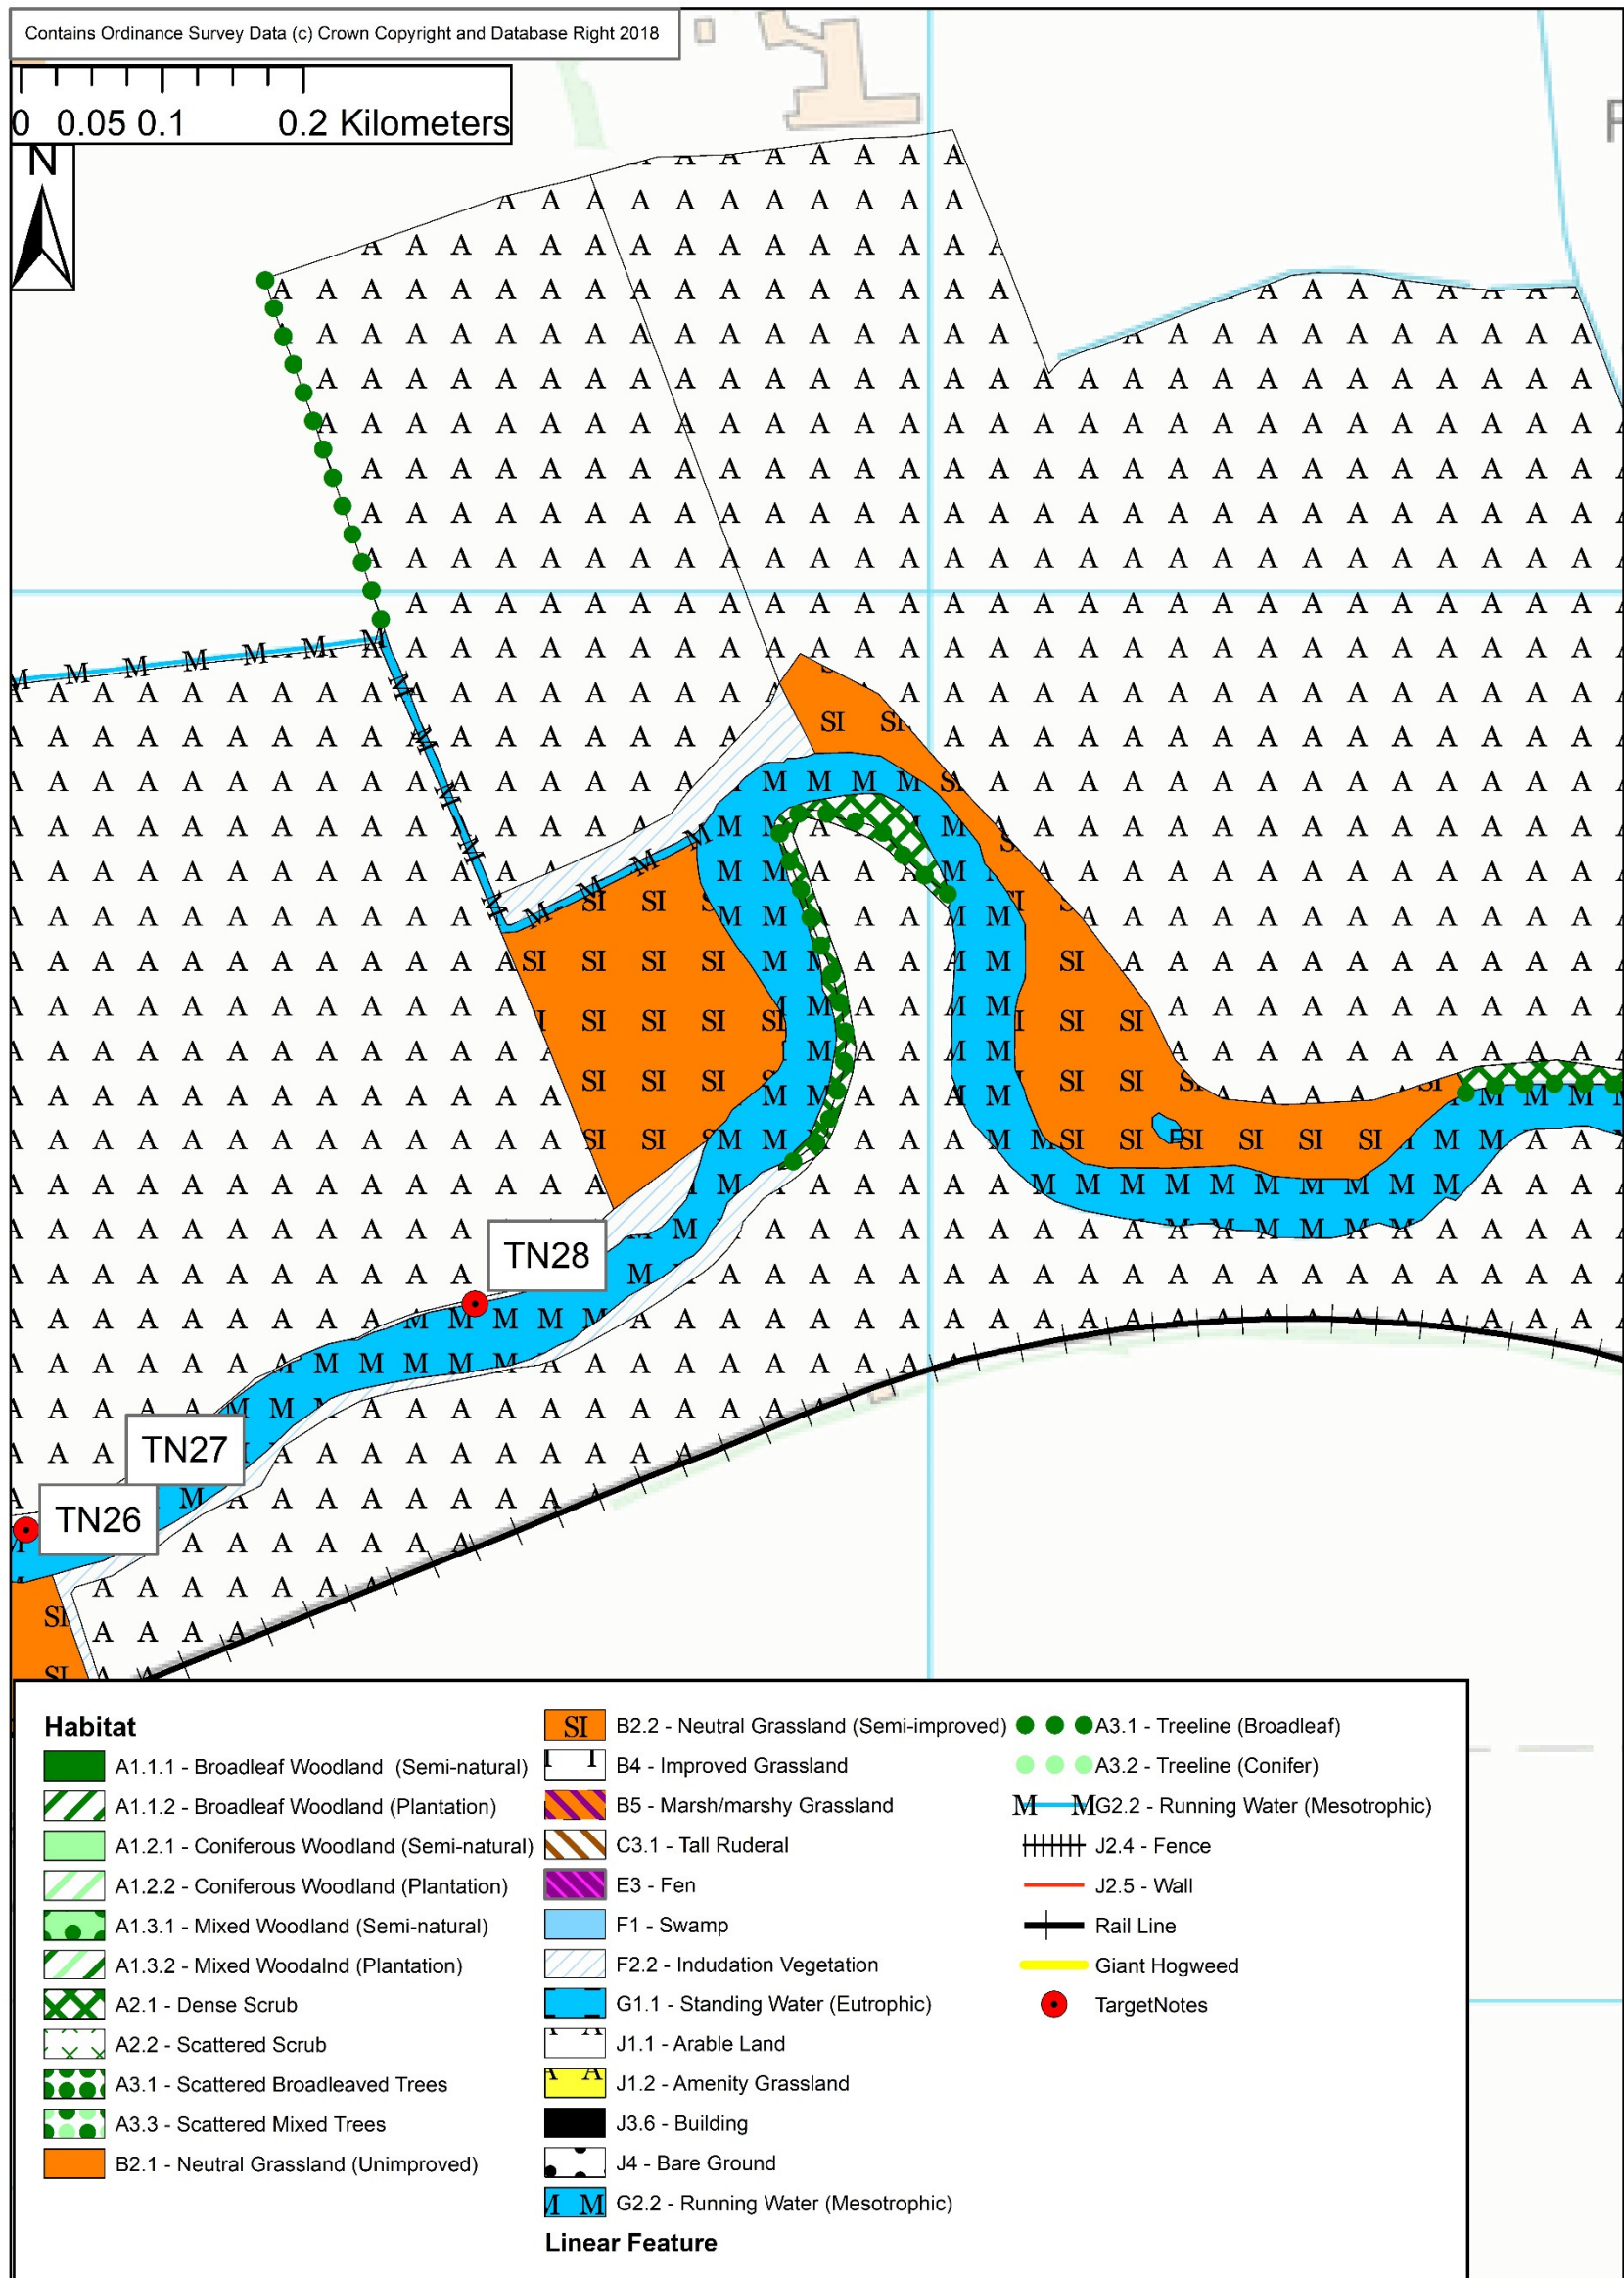 Contains Ordinance Survey Data (c) Crown Copyright and Database Right 2018
0 0.05 0.1 0.2 Kilometers
N
TN28
TN27
TN26
Habitat
A1.1.1 - Broadleaf Woodland (Semi-natural)
A1.1.2 - Broadleaf Woodland (Plantation)
A1.2.1 - Coniferous Woodland (Semi-natural)
A1.2.2 - Coniferous Woodland (Plantation)
A1.3.1 - Mixed Woodland (Semi-natural)
A1.3.2 - Mixed Woodalnd (Plantation)
A2.1 - Dense Scrub
A2.2 - Scattered Scrub
A3.1 - Scattered Broadleaved Trees
A3.3 - Scattered Mixed Trees
B2.1 - Neutral Grassland (Unimproved)
SI B2.2 - Neutral Grassland (Semi-improved)
I I B4 - Improved Grassland
B5 - Marsh/marshy Grassland
C3.1 - Tall Ruderal
E3 - Fen
F1 - Swamp
F2.2 - Indudation Vegetation
G1.1 - Standing Water (Eutrophic)
J1.1 - Arable Land
A A J1.2 - Amenity Grassland
J3.6 - Building
J4 - Bare Ground
M M G2.2 - Running Water (Mesotrophic)
Linear Feature
A3.1 - Treeline (Broadleaf)
A3.2 - Treeline (Conifer)
M M G2.2 - Running Water (Mesotrophic)
J2.4 - Fence
J2.5 - Wall
Rail Line
Giant Hogweed
TargetNotes